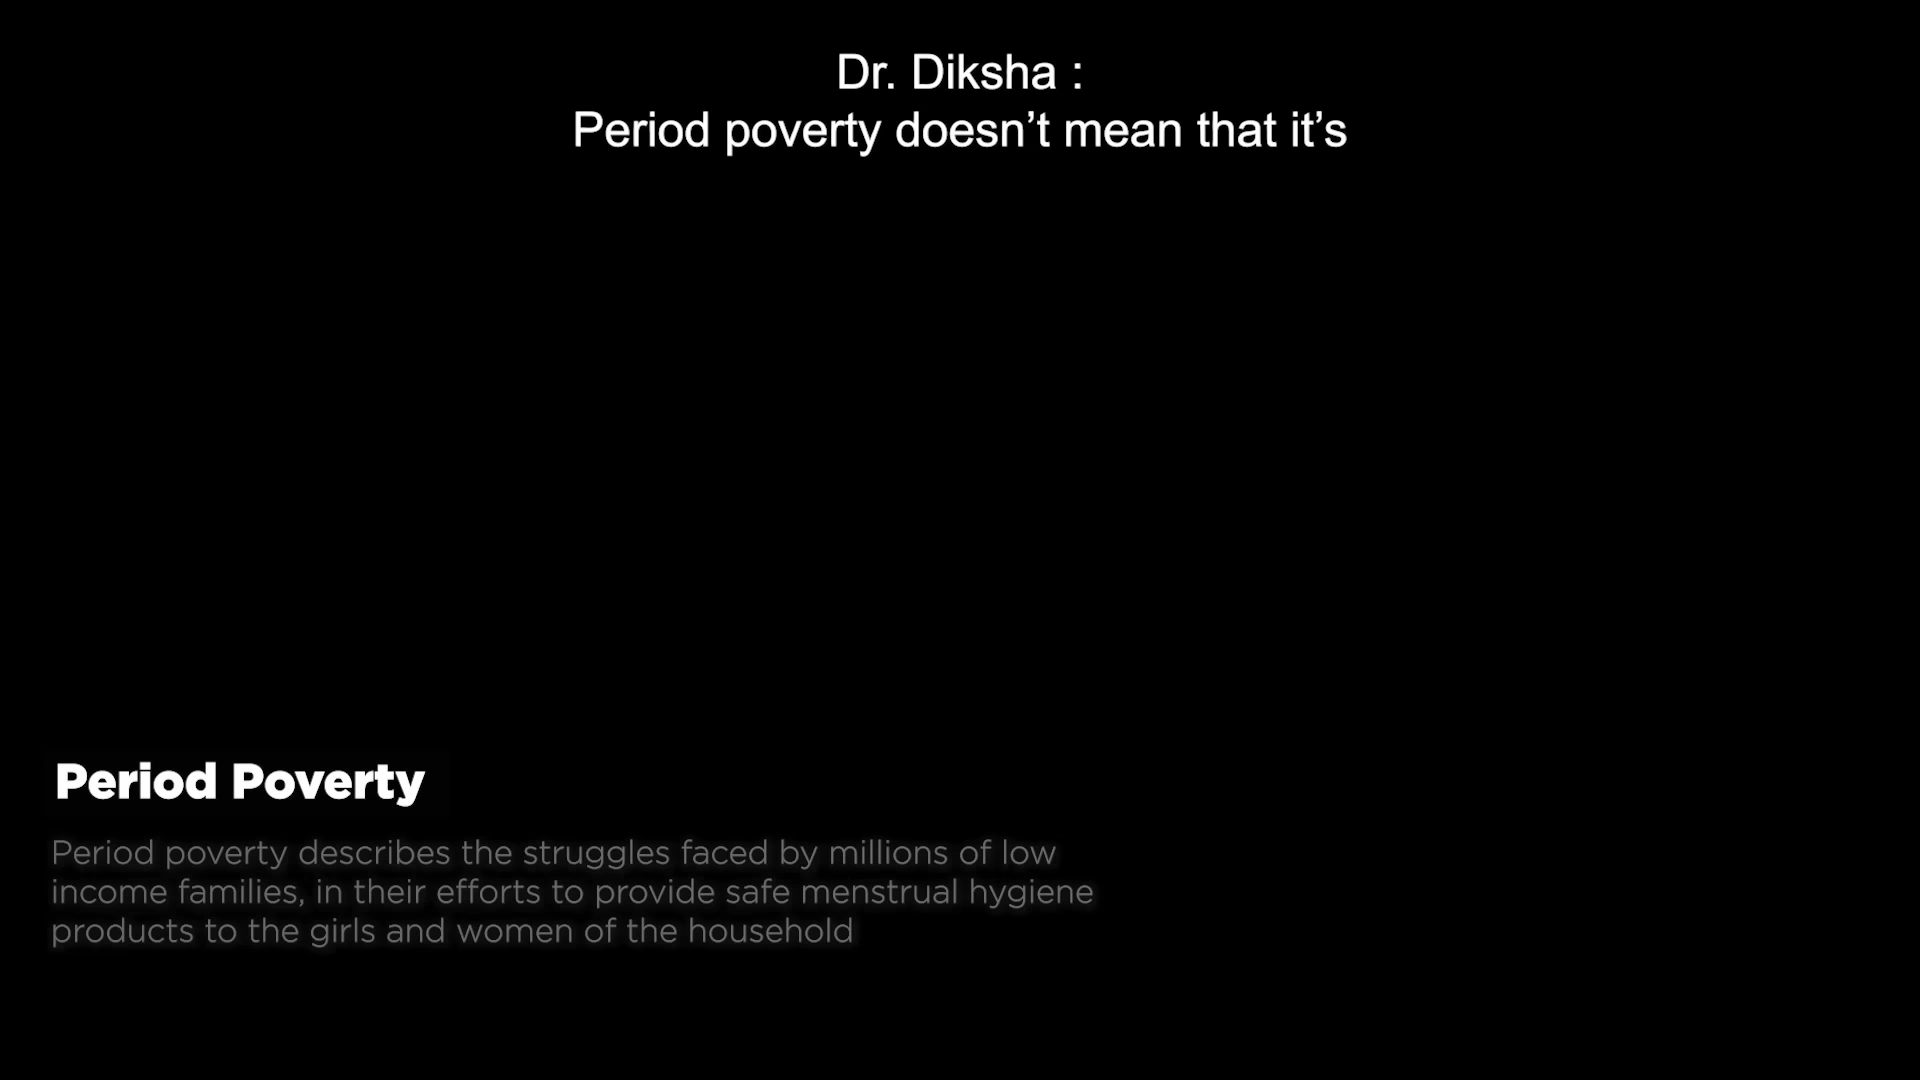 Dr. Diksha :
Period poverty doesn’t mean that it’s
Period Poverty
Period poverty describes the struggles faced by millions of low
income families, in their efforts to provide safe menstrual hygiene
products to the girls and women of the household